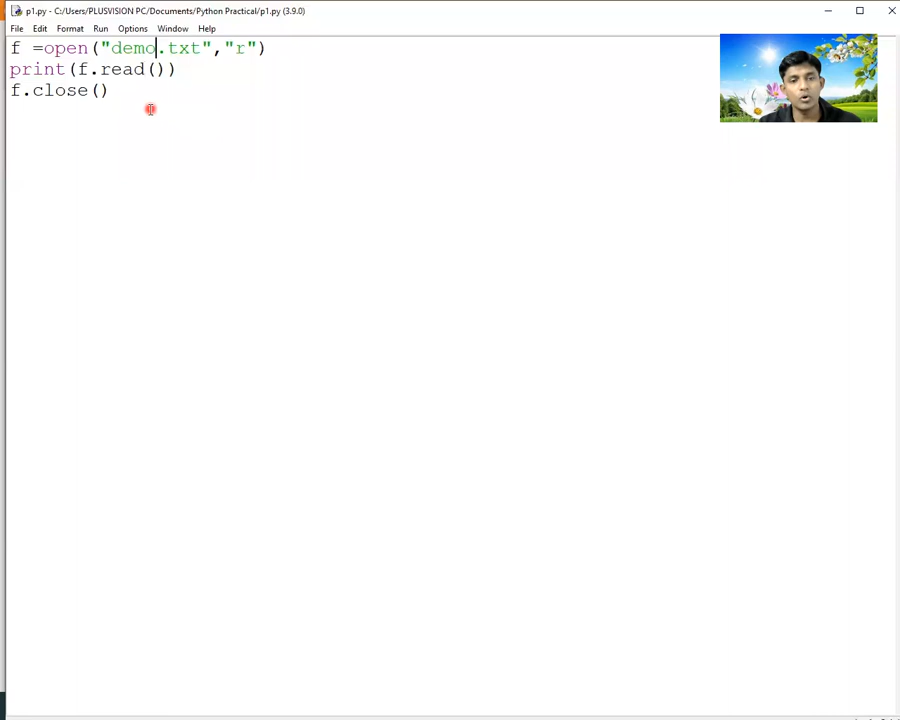 p1.py - C:/Users/PLUSVISION PC/Documents/Python Practical/p1.py (3.9.0)
File Edit Format Run Options Window Help
f =open("demo.txt","r")
print(f.read())
f.close()